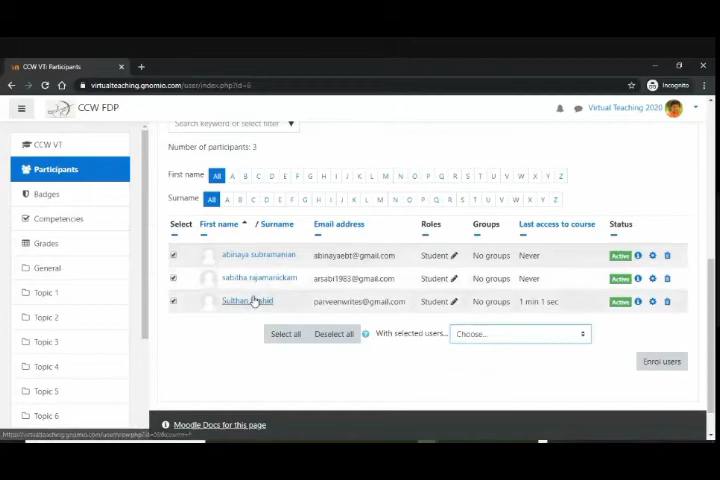 CCW VT: Participants
virtualteaching.gnomio.com/user/index.php?id=6
Incognito
CCW FDP
Virtual Teaching 2020
CCW VT
Participants
Badges
Competencies
Grades
General
Topic 1
Topic 2
Topic 3
Topic 4
Topic 5
Topic 6
Search keyword or select filter
Number of participants: 3
First name All A B C D E F G H I J K L M N O P Q R S T U V W X Y Z
Surname All A B C D E F G H I J K L M N O P Q R S T U V W X Y Z
Select First name / Surname Email address Roles Groups Last access to course Status
abinaya subramanian abinayaebt@gmail.com Student No groups Never Active
sabitha rajamanickam arsabi1983@gmail.com Student No groups Never Active
Sulthan parveenwrites@gmail.com Student No groups 1 min 1 sec Active
Select all Deselect all With selected users... Choose...
Enrol users
Moodle Docs for this page